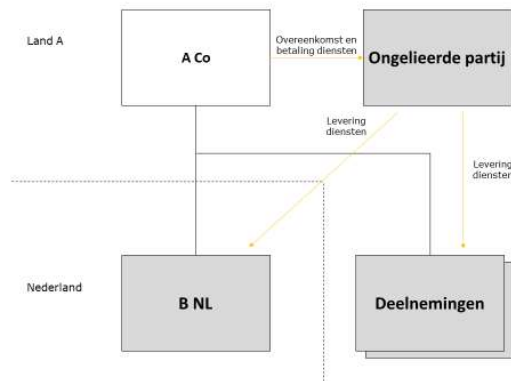 Land A
A Co
Overeenkomst en
betaling diensten
Ongelieerde partij
Levering
diensten
Levering
diensten
Nederland
B NL
Deelnemingen